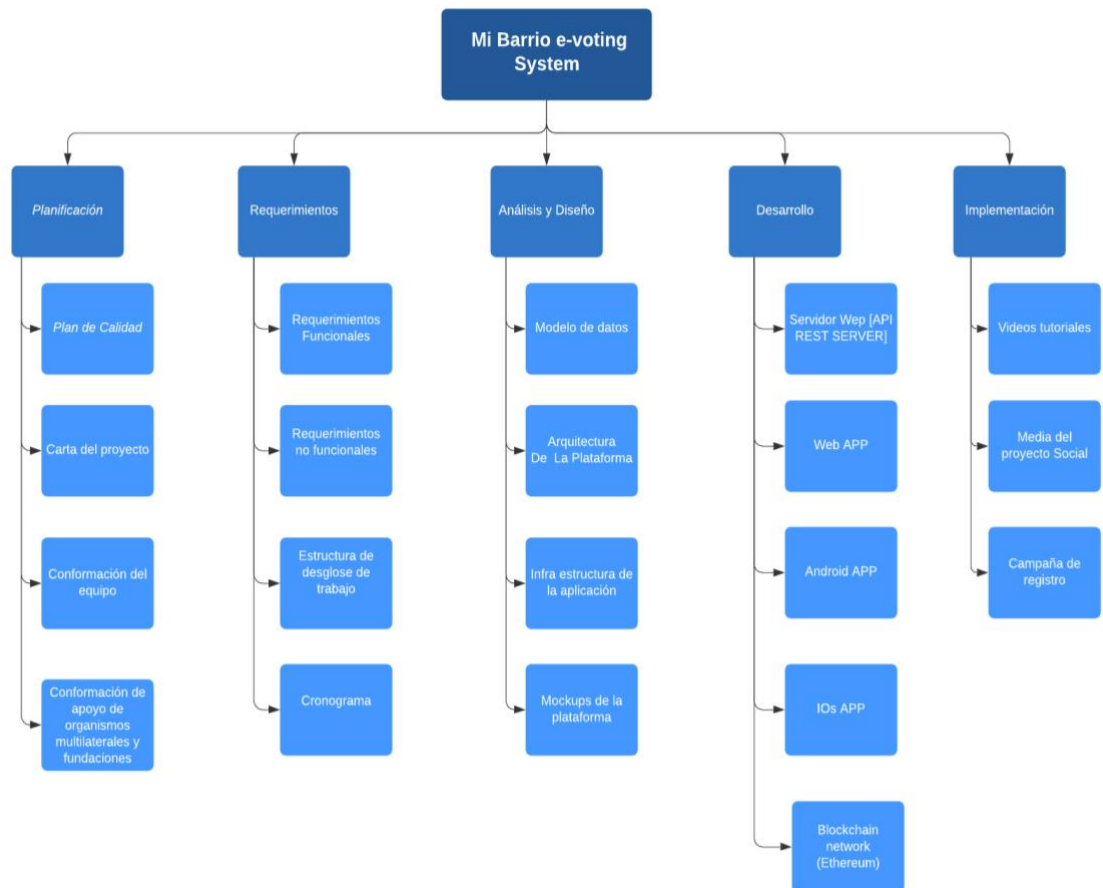 Mi Barrio e-voting
System
Planificación
Requerimientos
Análisis y Diseño
Desarrollo
Implementación
Plan de Calidad
Carta del proyecto
Conformación del
equipo
Conformación de
apoyo de
organismos
multilaterales y
fundaciones
Requerimientos
Funcionales
Requerimientos
no funcionales
Estructura de
desglose de
trabajo
Cronograma
Modelo de datos
Arquitectura
De La Plataforma
Infra estructura de
la aplicación
Mockups de la
plataforma
Servidor Wep [API
REST SERVER]
Web APP
Android APP
IOs APP
Blockchain
network
(Ethereum)
Videos tutoriales
Media del
proyecto Social
Campaña de
registro